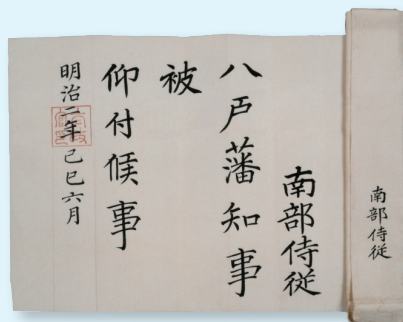 南部侍従
南部侍従
八戸藩知事
被
仰付候事
明治二年己巳六月